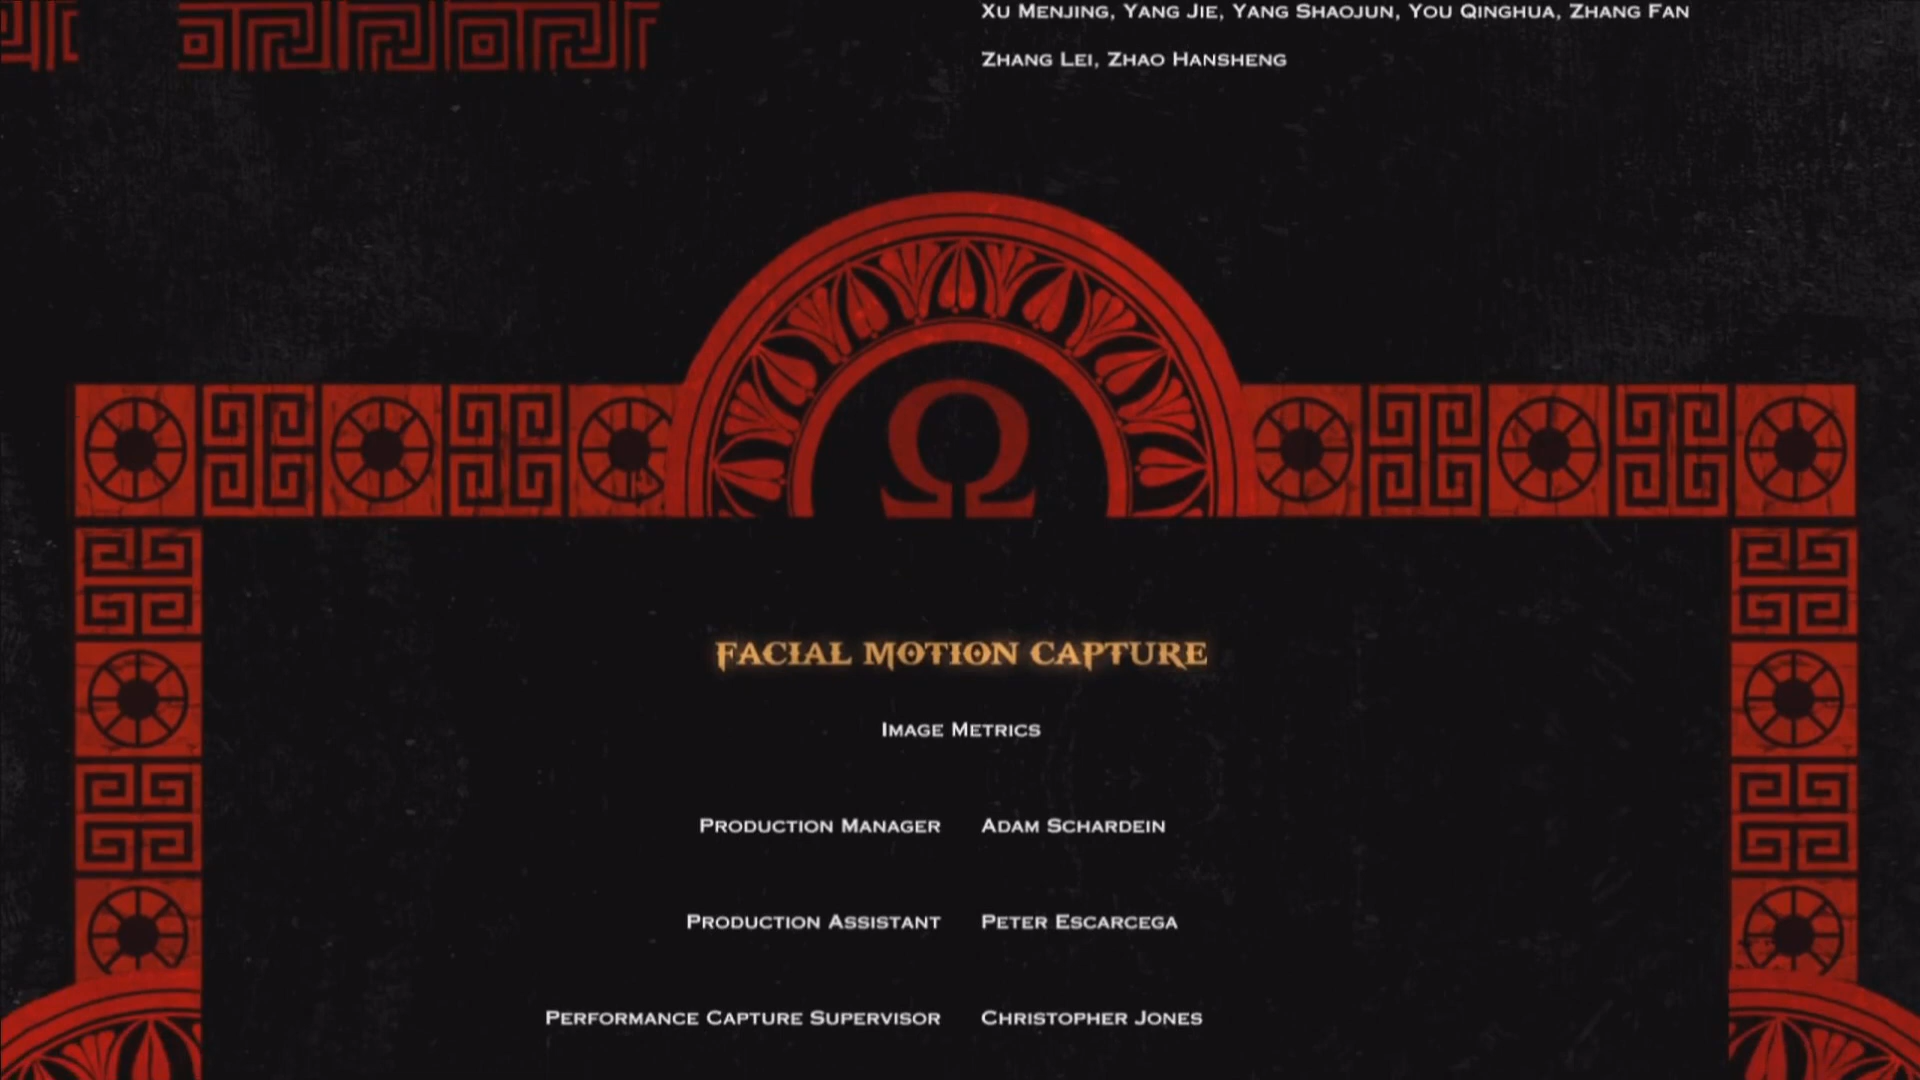 Xu Menjing, Yang Jie, Yang Shaojun, You Qinghua, Zhang Fan
Zhang Lei, Zhao Hansheng
Ω
FACIAL MOTION CAPTURE
Image Metrics
Production Manager Adam Schardein
Production Assistant Peter Escarcega
Performance Capture Supervisor Christopher Jones